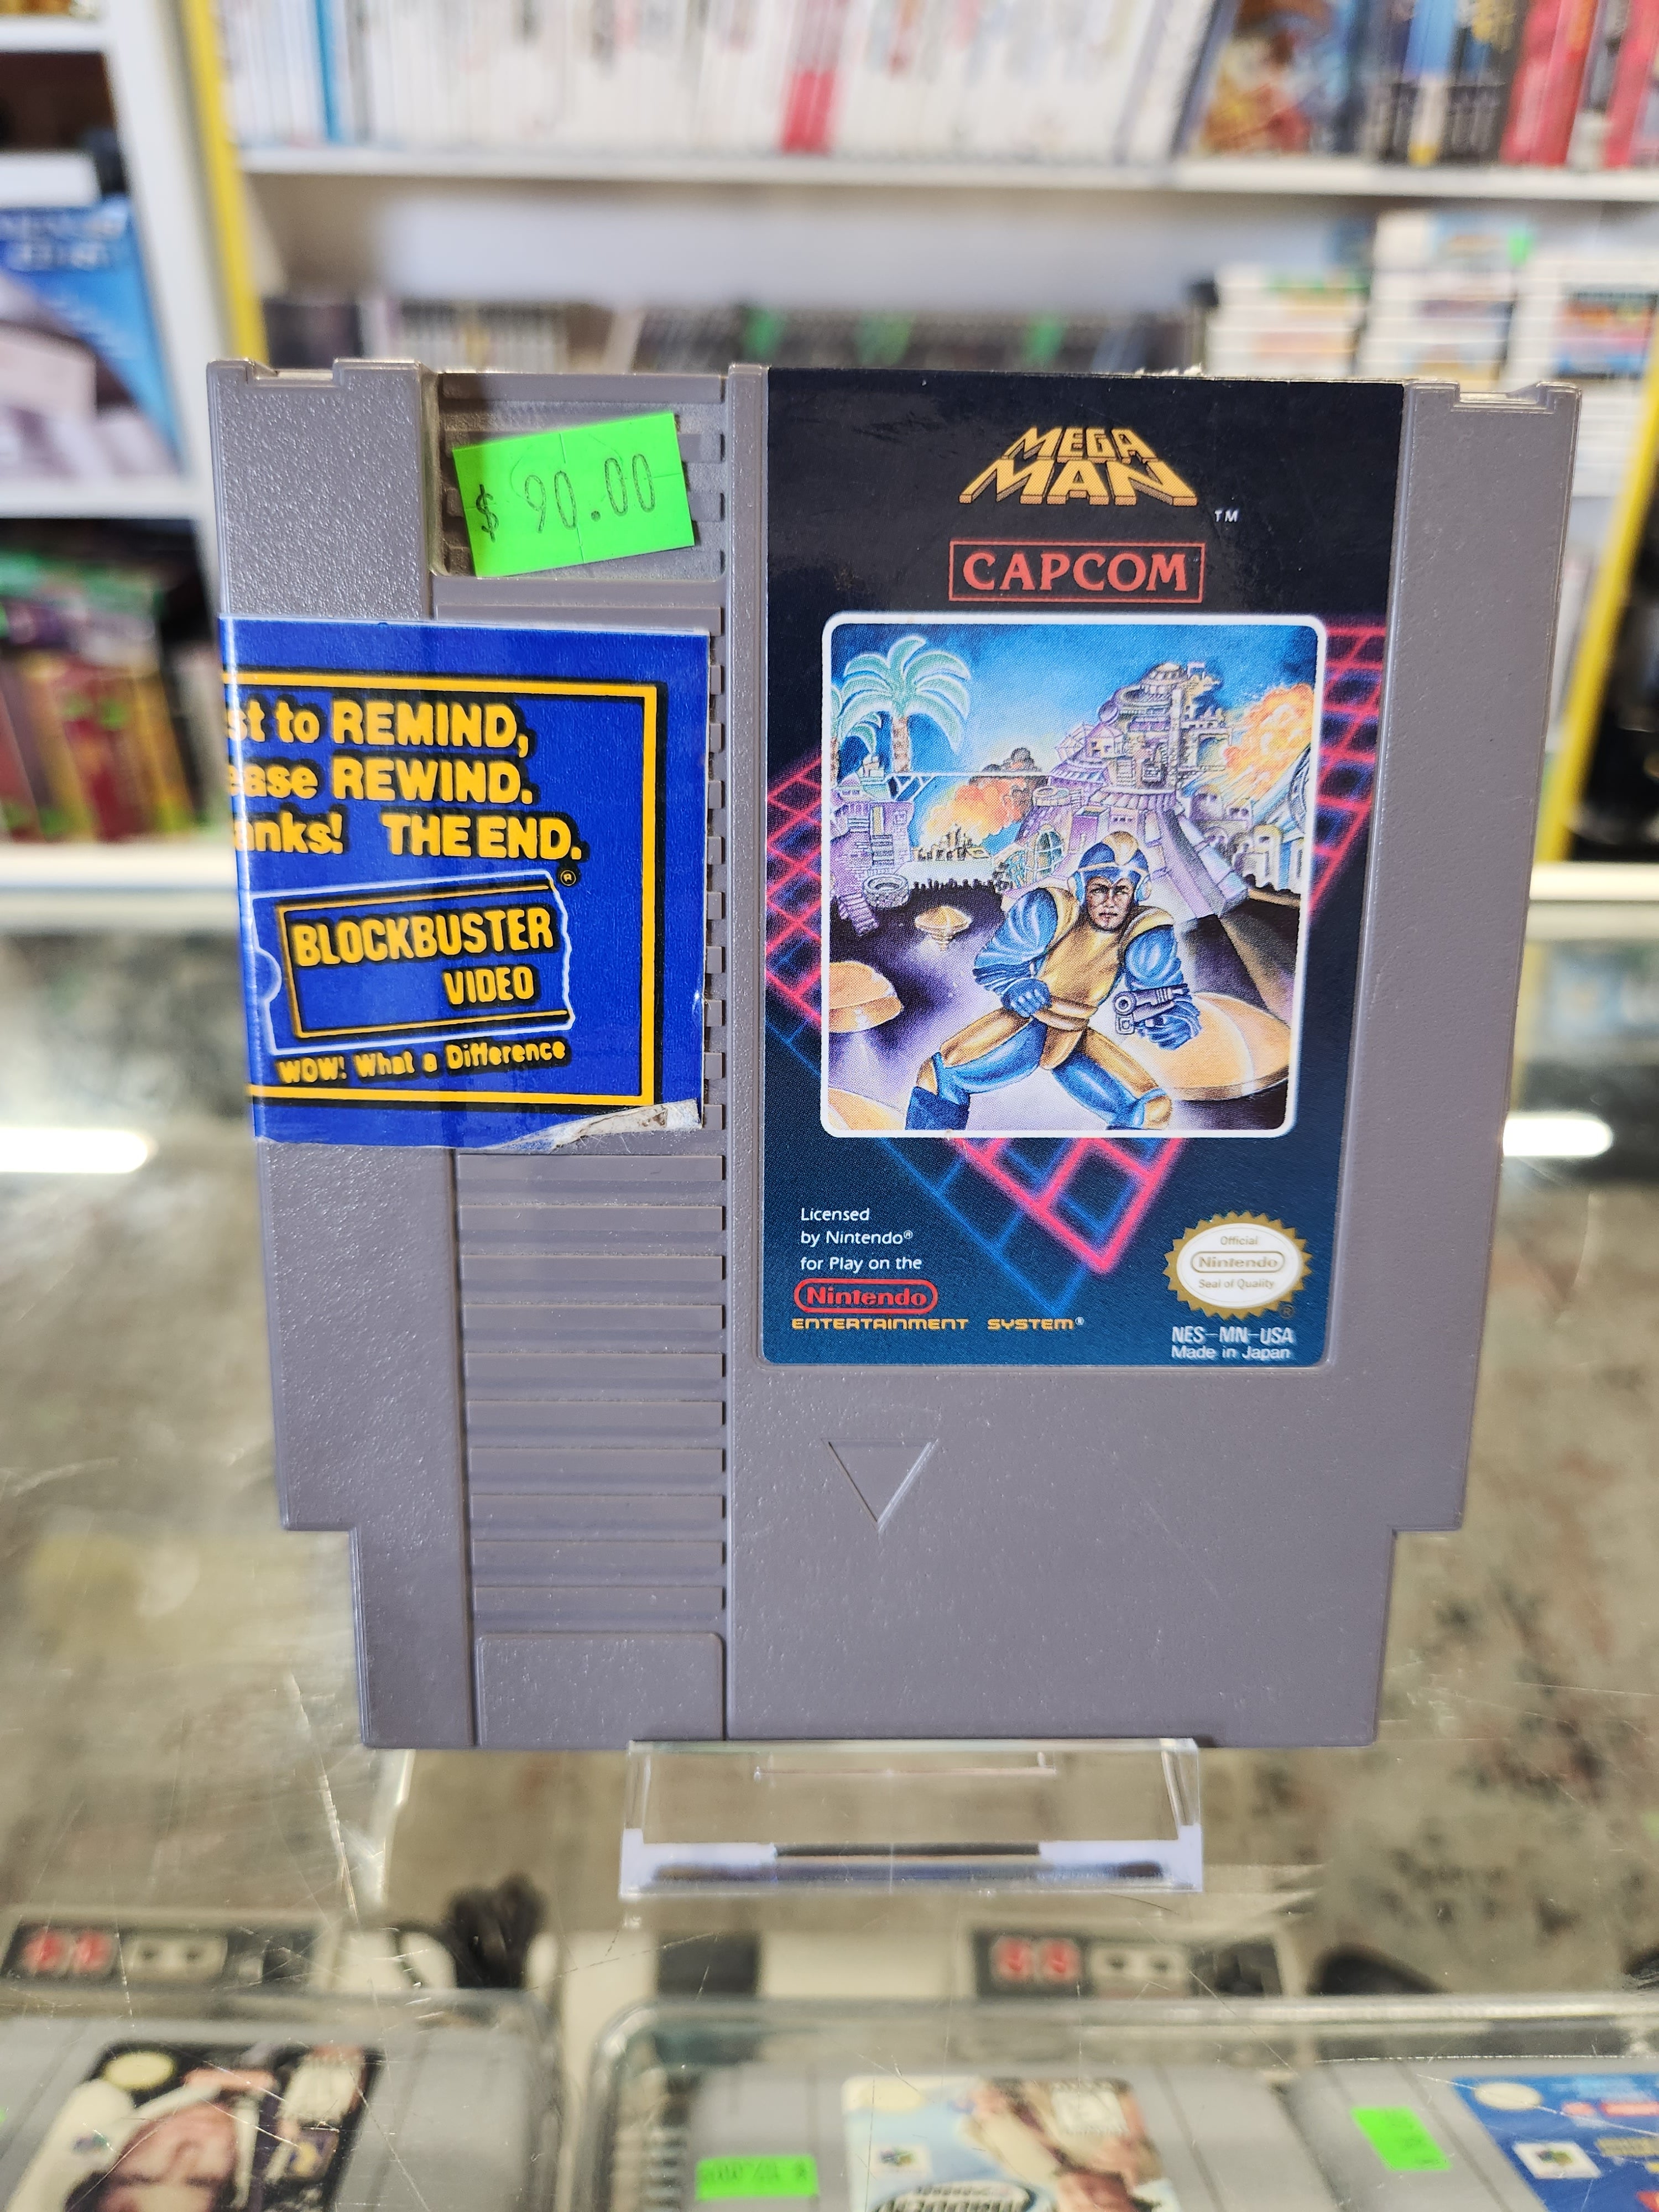 $ 90.00
st to REMIND,
ease REWIND.
anks! THE END.
®
BLOCKBUSTER
VIDEO
WOW! What a Difference
MEGA
MAN
TM
CAPCOM
Licensed
by Nintendo®
for Play on the
Nintendo
ENTERTAINMENT SYSTEM®
Official
Nintendo
Seal of Quality
®
NES-MN-USA
Made in Japan